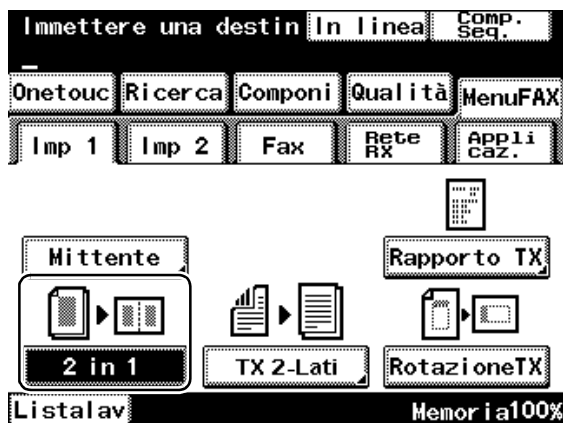 Immettere una destin In linea Comp. Seq.
Onetouc Ricerca Componi Qualità MenuFAX
Imp 1 Imp 2 Fax Rete RX Appli caz.
Mittente Rapporto TX
2 in 1 TX 2-Lati RotazioneTX
Listalav Memoria100%